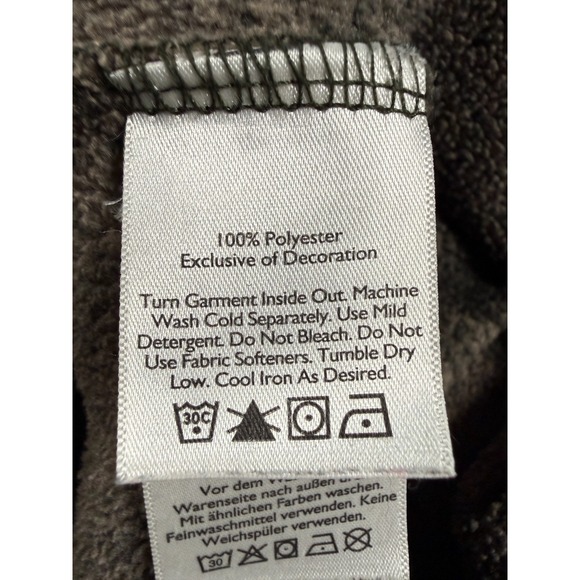 100% Polyester
Exclusive of Decoration
Turn Garment Inside Out. Machine
Wash Cold Separately. Use Mild
Detergent. Do Not Bleach. Do Not
Use Fabric Softeners. Tumble Dry
Low. Cool Iron As Desired.
30C
Vor dem
Warenseite nach außen
Mit ähnlichen Farben waschen.
Feinwaschmittel verwenden. Keine
Weichspüler verwenden.
30